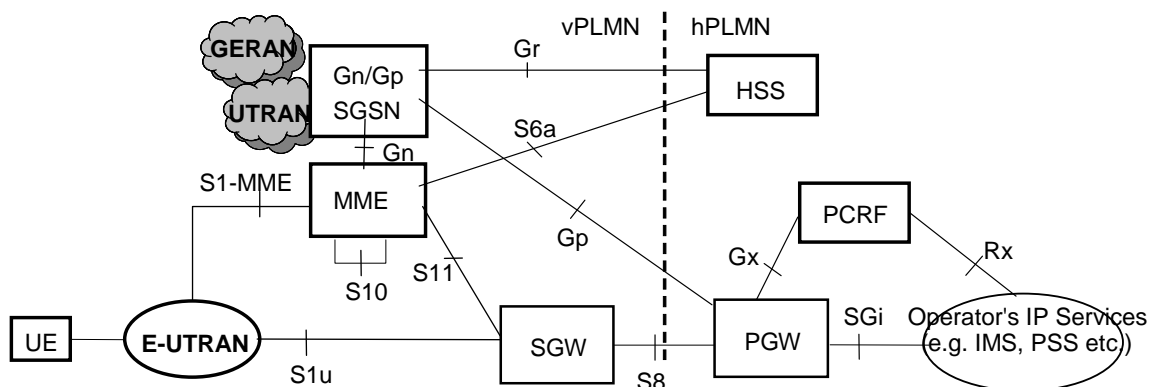 vPLMN
hPLMN
GERAN
Gr
Gn/Gp
SGSN
HSS
UTRAN
S6a
Gn
S1-MME
MME
PCRF
Gp
Gx
Rx
S11
S10
SGi
Operator's IP Services
(e.g. IMS, PSS etc.)
UE
E-UTRAN
SGW
PGW
S1u
S8